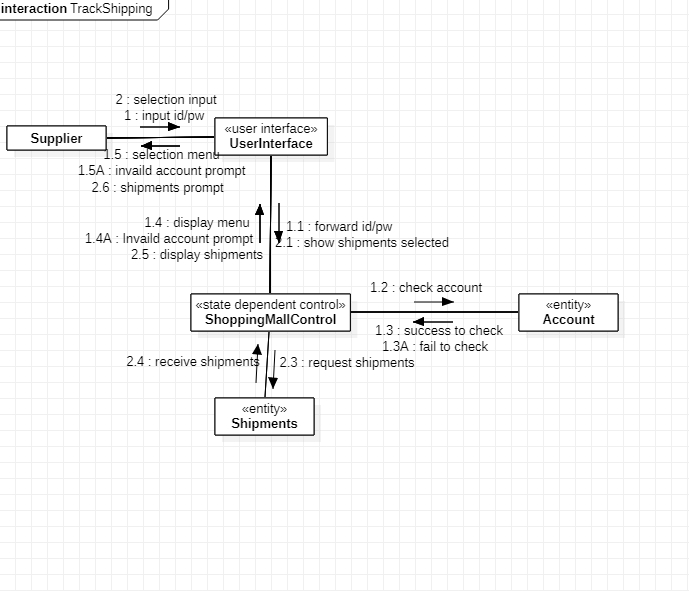 interaction TrackShipping
2 : selection input
1 : input id/pw
«user interface»
UserInterface
Supplier
1.5 : selection menu
1.5A : invaild account prompt
2.6 : shipments prompt
1.4 : display menu
1.4A : Invaild account prompt
2.5 : display shipments
1.1 : forward id/pw
2.1 : show shipments selected
1.2 : check account
«state dependent control»
ShoppingMallControl
«entity»
Account
1.3 : success to check
1.3A : fail to check
2.4 : receive shipments
2.3 : request shipments
«entity»
Shipments